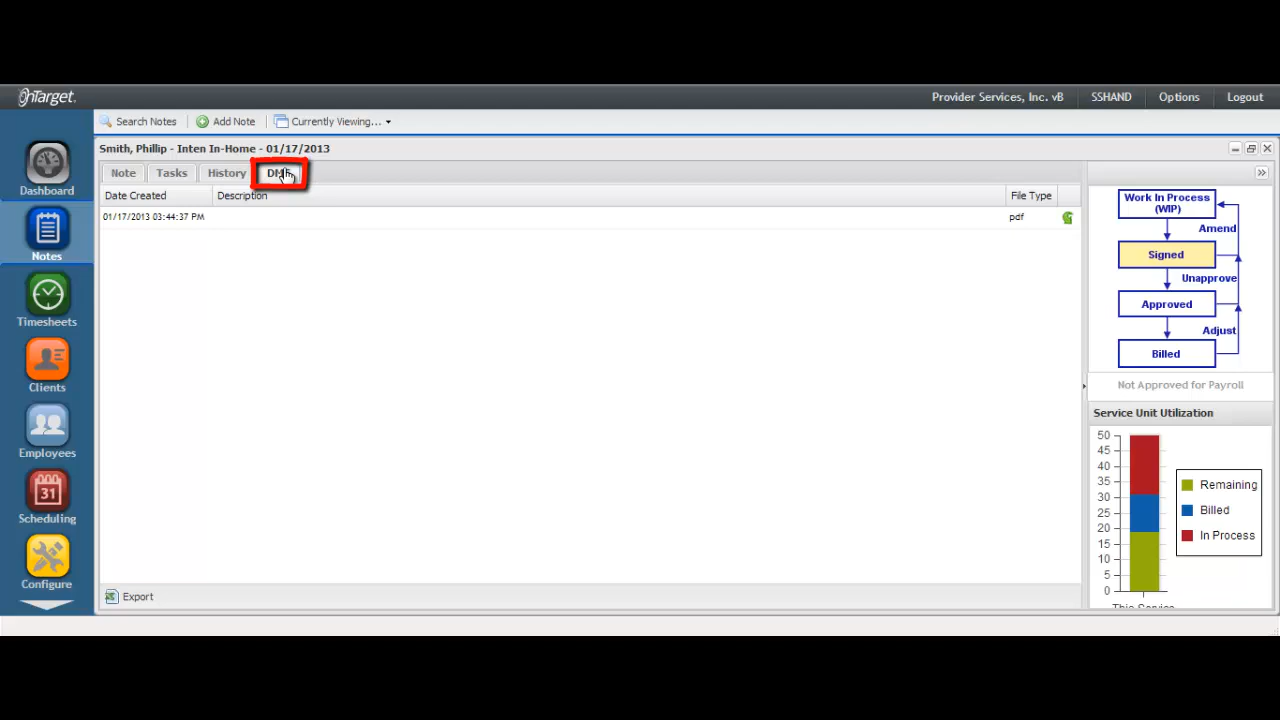 OnTarget
Provider Services, Inc. vB SSHAND Options Logout
Search Notes Add Note Currently Viewing...
Smith, Phillip - Inten In-Home - 01/17/2013
Note Tasks History
Date Created Description File Type
01/17/2013 03:44:37 PM pdf
Dashboard
Notes
Timesheets
Clients
Employees
31
Scheduling
Configure
Export
Work In Process
(WIP)
Amend
Signed
Unapprove
Approved
Adjust
Billed
Not Approved for Payroll
Service Unit Utilization
50
45
40
35
30
25
20
15
10
5
0
Remaining
Billed
In Process
This Service